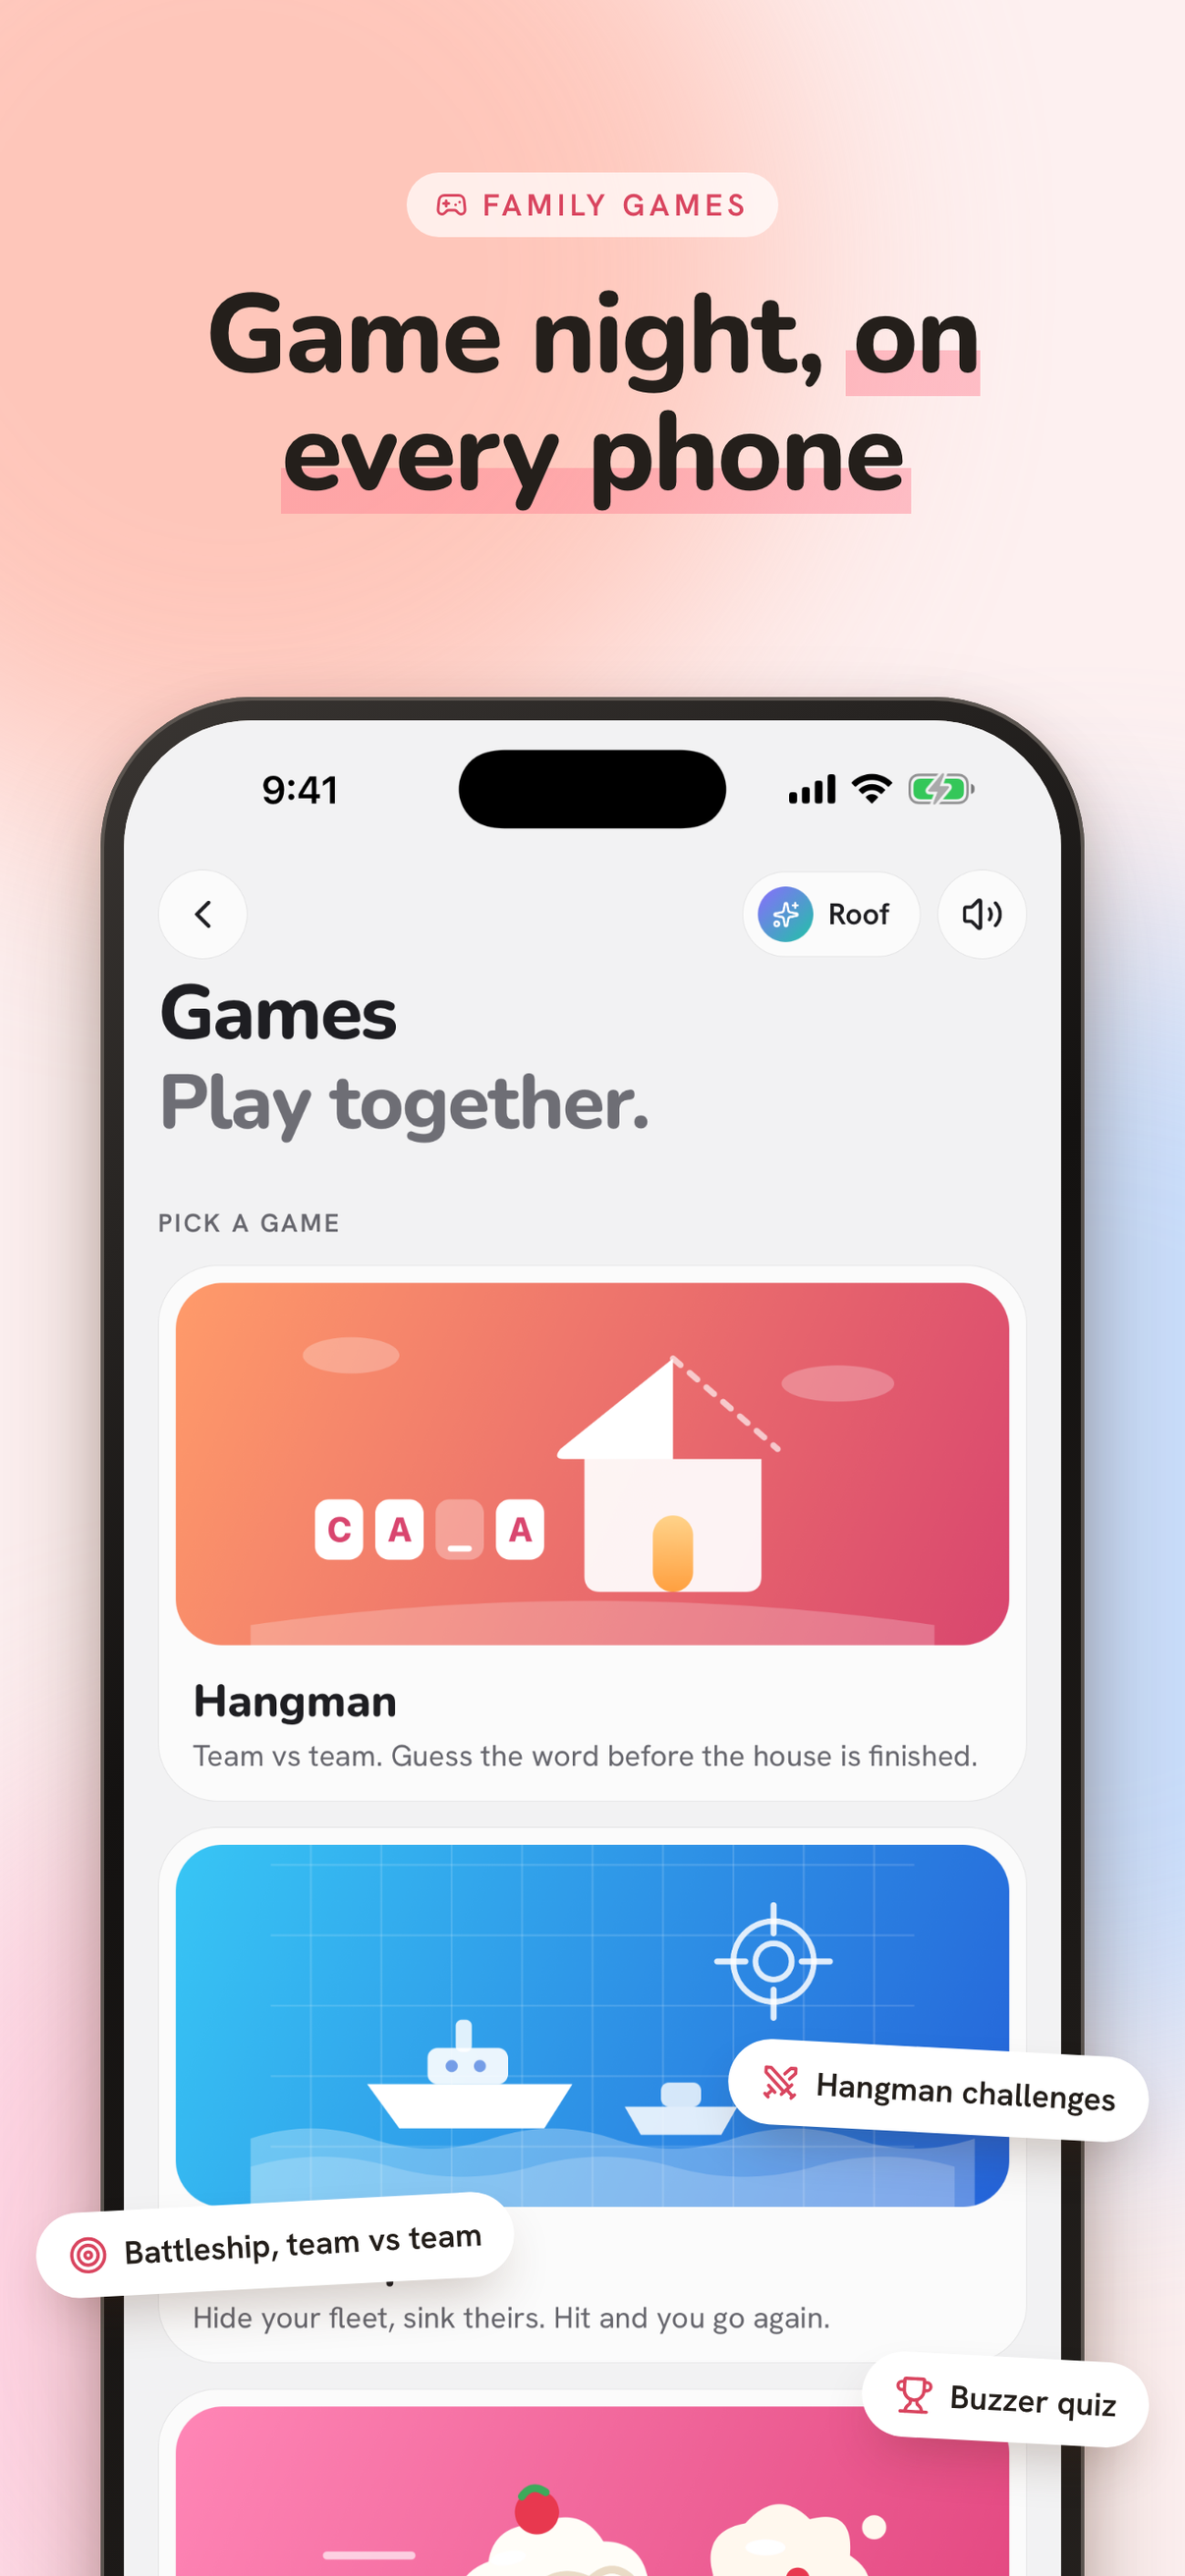 FAMILY GAMES
Game night, on
every phone
9:41
Roof
Games
Play together.
PICK A GAME
C A _ A
Hangman
Team vs team. Guess the word before the house is finished.
Hangman challenges
Battleship, team vs team
Hide your fleet, sink theirs. Hit and you go again.
Buzzer quiz